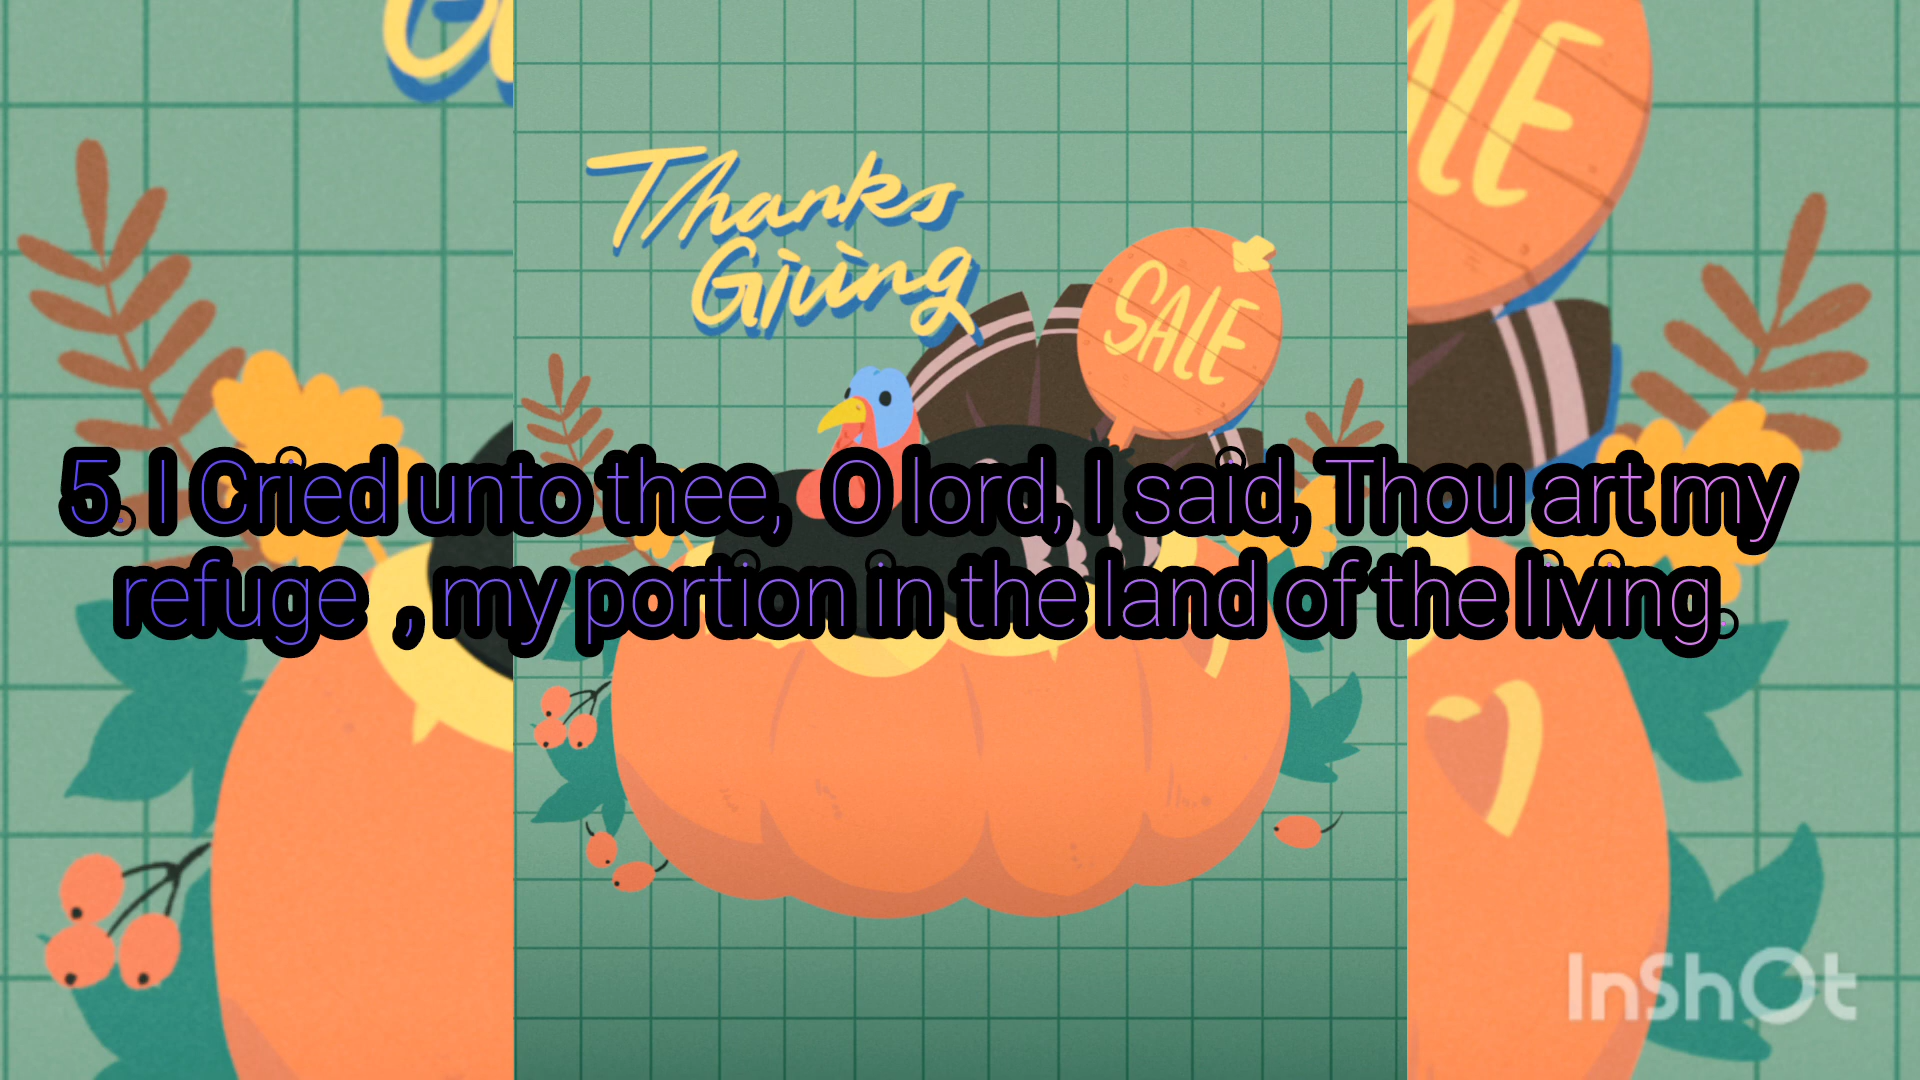 Thanks
Giving
SALE
5. I Cried unto thee, O lord, I said, Thou art my
refuge , my portion in the land of the living.
InShOt